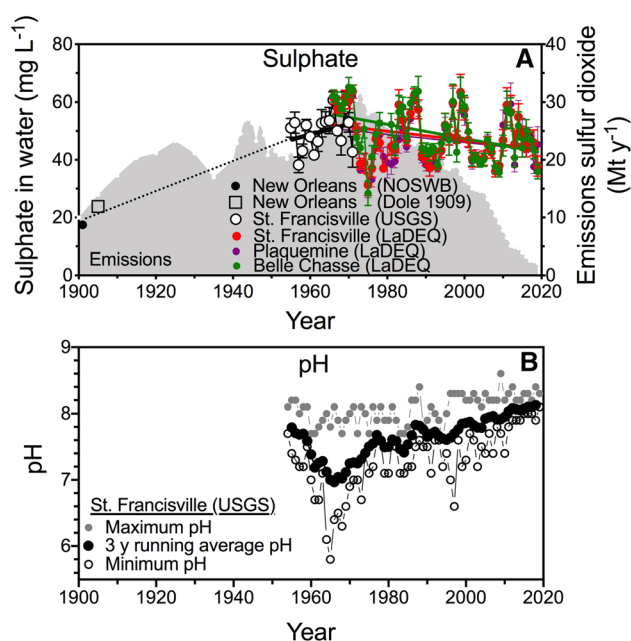 Sulphate
A
Sulphate in water (mg L-1)
Emissions sulfur dioxide
(Mt y-1)
80
60
40
20
0
40
30
20
10
0
New Orleans (NOSWB)
New Orleans (Dole 1909)
St. Francisville (USGS)
St. Francisville (LaDEQ)
Plaquemine (LaDEQ)
Belle Chasse (LaDEQ
Emissions
1900 1920 1940 1960 1980 2000 2020
Year
pH
B
pH
9
8
7
6
St. Francisville (USGS)
Maximum pH
3 y running average pH
Minimum pH
1900 1920 1940 1960 1980 2000 2020
Year